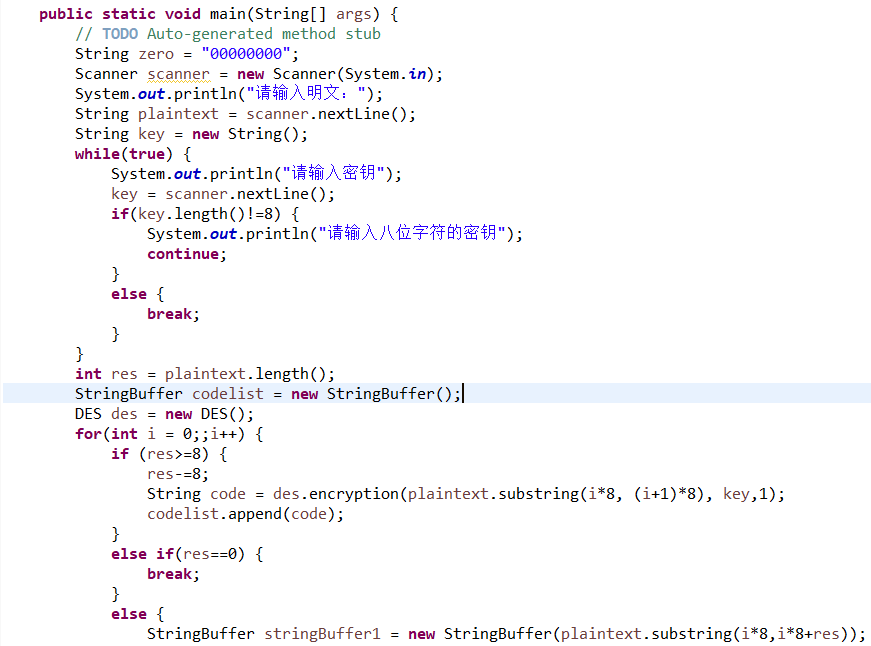 public static void main(String[] args) {
// TODO Auto-generated method stub
String zero = "00000000";
Scanner scanner = new Scanner(System.in);
System.out.println("请输入明文：");
String plaintext = scanner.nextLine();
String key = new String();
while(true) {
System.out.println("请输入密钥");
key = scanner.nextLine();
if(key.length()!=8) {
System.out.println("请输入八位字符的密钥");
continue;
}
else {
break;
}
}
int res = plaintext.length();
StringBuffer codelist = new StringBuffer();
DES des = new DES();
for(int i = 0;;i++) {
if (res>=8) {
res-=8;
String code = des.encryption(plaintext.substring(i*8, (i+1)*8), key,1);
codelist.append(code);
}
else if(res==0) {
break;
}
else {
StringBuffer stringBuffer1 = new StringBuffer(plaintext.substring(i*8,i*8+res));